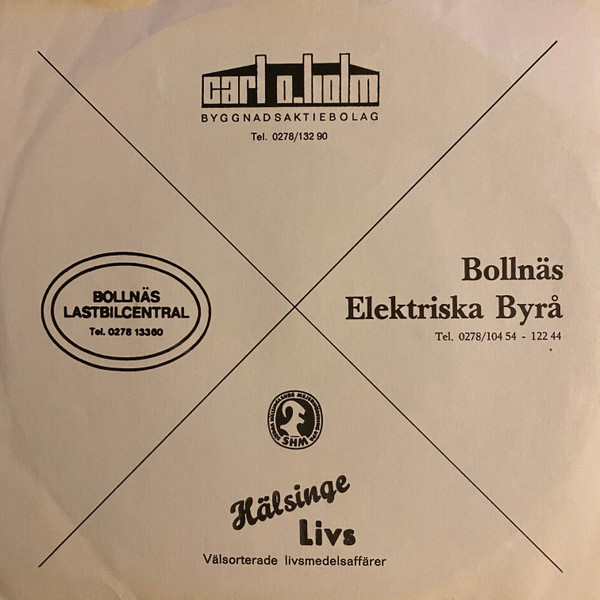 carl o. holm
BYGGNADSAKTIEBOLAG
Tel. 0278/132 90
BOLLNÄS
LASTBILCENTRAL
Tel. 0278 13360
Bollnäs
Elektriska Byrå
Tel. 0278/104 54 - 122 44
SHM
Hälsinge
Livs
Välsorterade livsmedelsaffärer